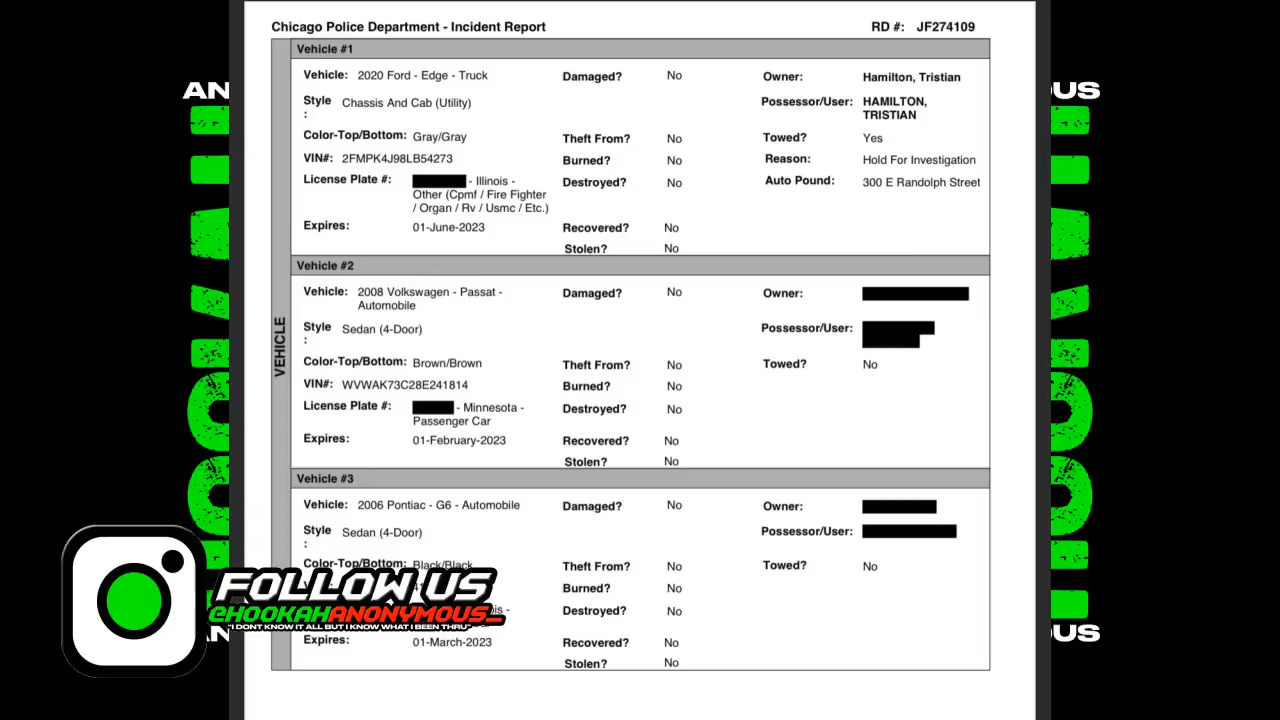 Chicago Police Department - Incident Report RD #: JF274109
Vehicle #1
Vehicle: 2020 Ford - Edge - Truck Damaged? No Owner: Hamilton, Tristian
Style : Chassis And Cab (Utility) Possessor/User: HAMILTON, TRISTIAN
Color-Top/Bottom: Gray/Gray Theft From? No Towed? Yes
VIN#: 2FMPK4J98LB54273 Burned? No Reason: Hold For Investigation
License Plate #: - Illinois - Destroyed? No Auto Pound: 300 E Randolph Street
Other (Cpmf / Fire Fighter
/ Organ / Rv / Usmc / Etc.)
Expires: 01-June-2023 Recovered? No
Stolen? No
Vehicle #2
VEHICLE
Vehicle: 2008 Volkswagen - Passat - Damaged? No Owner:
Automobile
Style : Sedan (4-Door) Possessor/User:
Color-Top/Bottom: Brown/Brown Theft From? No Towed? No
VIN#: WVWAK73C28E241814 Burned? No
License Plate #: - Minnesota - Destroyed? No
Passenger Car
Expires: 01-February-2023 Recovered? No
Stolen? No
Vehicle #3
Vehicle: 2006 Pontiac - G6 - Automobile Damaged? No Owner:
Style : Sedan (4-Door) Possessor/User:
Color-Top/Bottom: Black/Black Theft From? No Towed? No
Burned? No
Destroyed? No
Expires: 01-March-2023 Recovered? No
Stolen? No
FOLLOW US
@HOOKAHANONYMOUS_
"I DONT KNOW IT ALL BUT I KNOW WHAT I BEEN THRU"